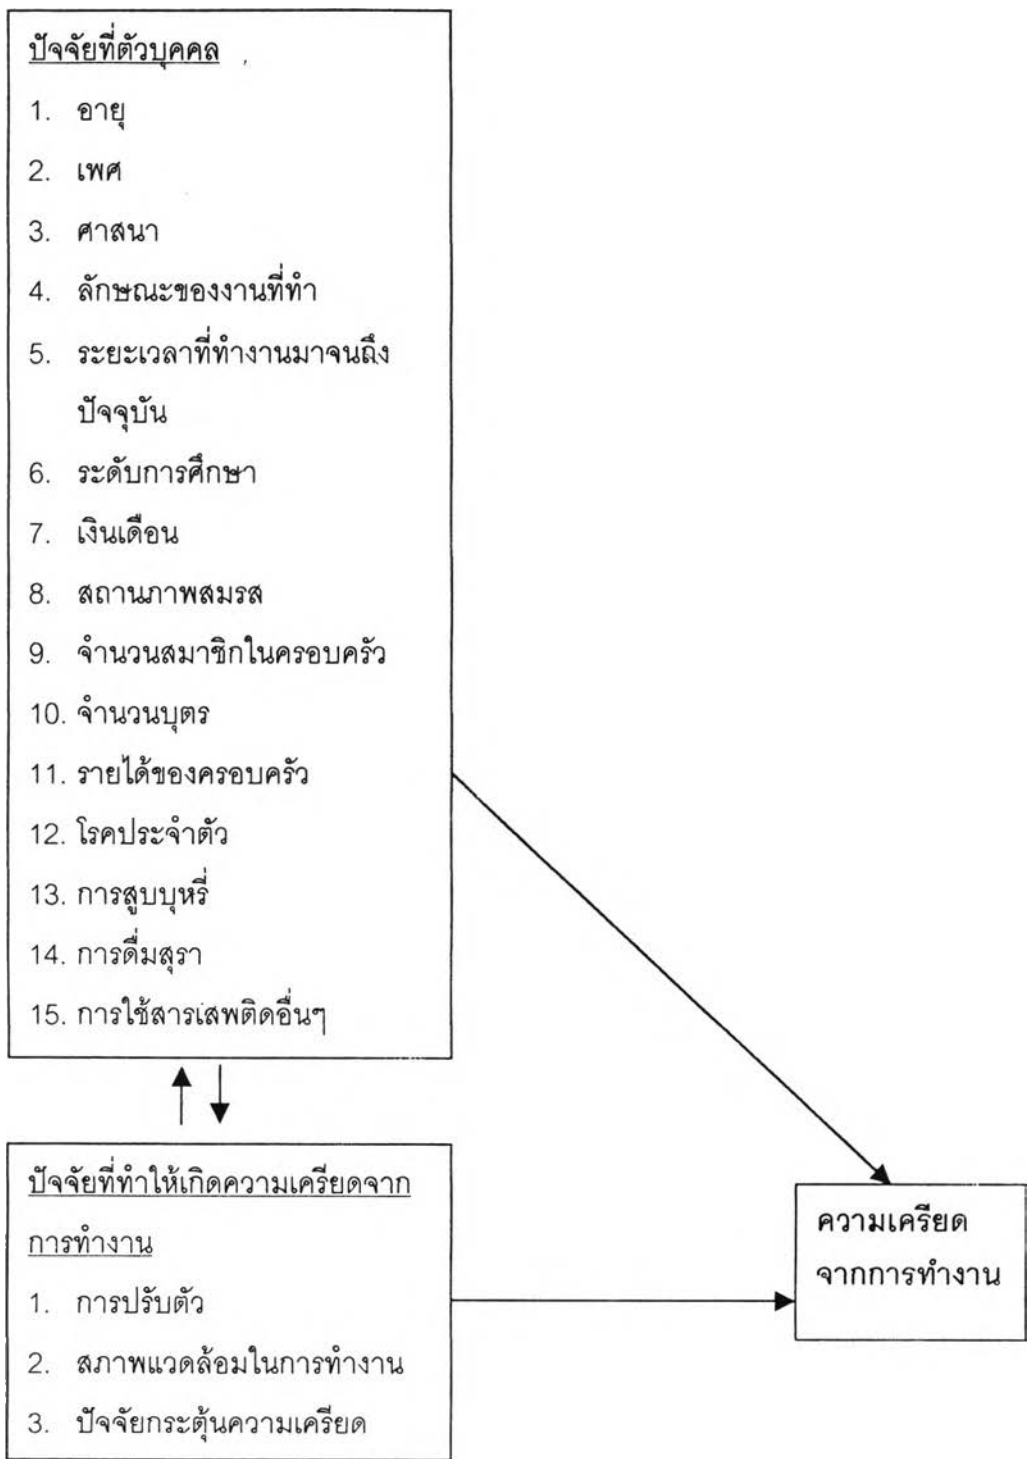 ปัจจัยที่ตัวบุคคล
1. อายุ
2. เพศ
3. ศาสนา
4. ลักษณะของงานที่ทำ
5. ระยะเวลาที่ทำงานมาจนถึง
ปัจจุบัน
6. ระดับการศึกษา
7. เงินเดือน
8. สถานภาพสมรส
9. จำนวนสมาชิกในครอบครัว
10. จำนวนบุตร
11. รายได้ของครอบครัว
12. โรคประจำตัว
13. การสูบบุหรี่
14. การดื่มสุรา
15. การใช้สารเสพติดอื่นๆ
ปัจจัยที่ทำให้เกิดความเครียดจาก
การทำงาน
1. การปรับตัว
2. สภาพแวดล้อมในการทำงาน
3. ปัจจัยกระตุ้นความเครียด
ความเครียด
จากการทำงาน